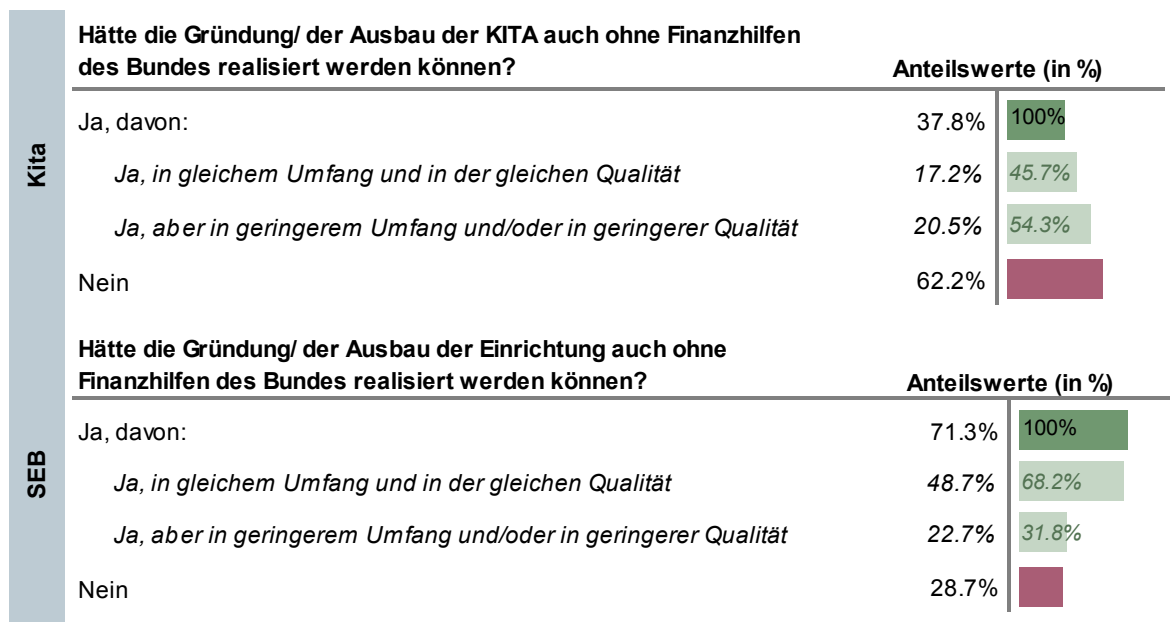 Kita
Hätte die Gründung/ der Ausbau der KITA auch ohne Finanzhilfen
des Bundes realisiert werden können?
Anteilswerte (in %)
Ja, davon: 37.8% 100%
Ja, in gleichem Umfang und in der gleichen Qualität 17.2% 45.7%
Ja, aber in geringerem Umfang und/oder in geringerer Qualität 20.5% 54.3%
Nein 62.2%
SEB
Hätte die Gründung/ der Ausbau der Einrichtung auch ohne
Finanzhilfen des Bundes realisiert werden können?
Anteilswerte (in %)
Ja, davon: 71.3% 100%
Ja, in gleichem Umfang und in der gleichen Qualität 48.7% 68.2%
Ja, aber in geringerem Umfang und/oder in geringerer Qualität 22.7% 31.8%
Nein 28.7%